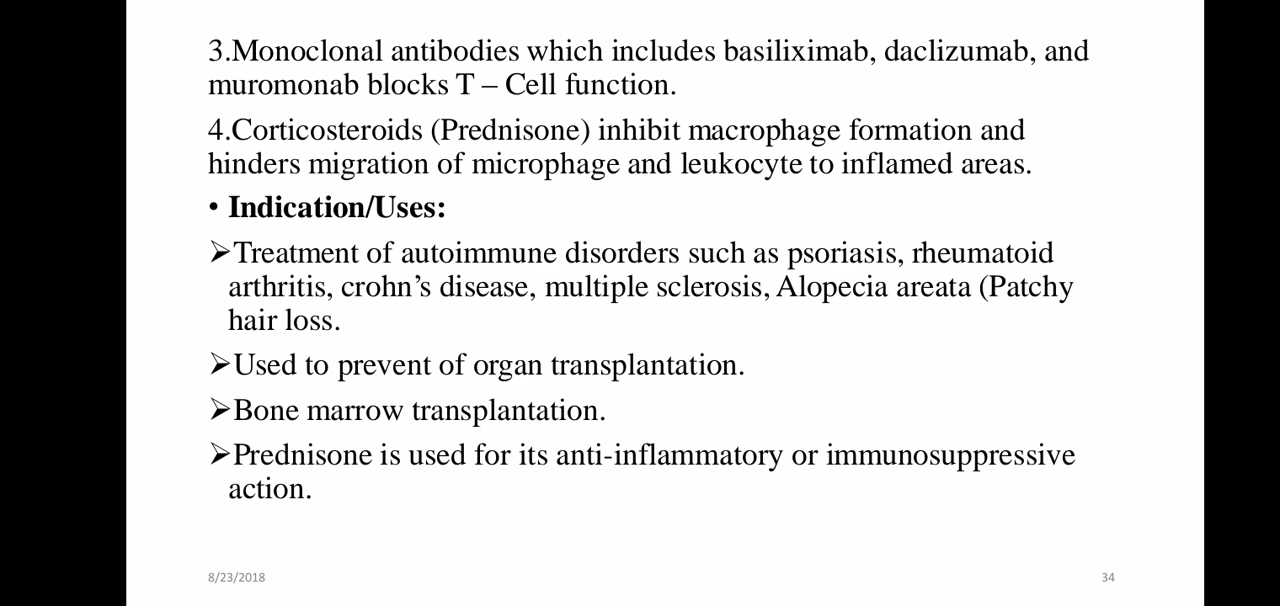 3.Monoclonal antibodies which includes basiliximab, daclizumab, and
muromonab blocks T – Cell function.
4.Corticosteroids (Prednisone) inhibit macrophage formation and
hinders migration of microphage and leukocyte to inflamed areas.
• Indication/Uses:
➢Treatment of autoimmune disorders such as psoriasis, rheumatoid
arthritis, crohn’s disease, multiple sclerosis, Alopecia areata (Patchy
hair loss.
➢Used to prevent of organ transplantation.
➢Bone marrow transplantation.
➢Prednisone is used for its anti-inflammatory or immunosuppressive
action.
8/23/2018
34